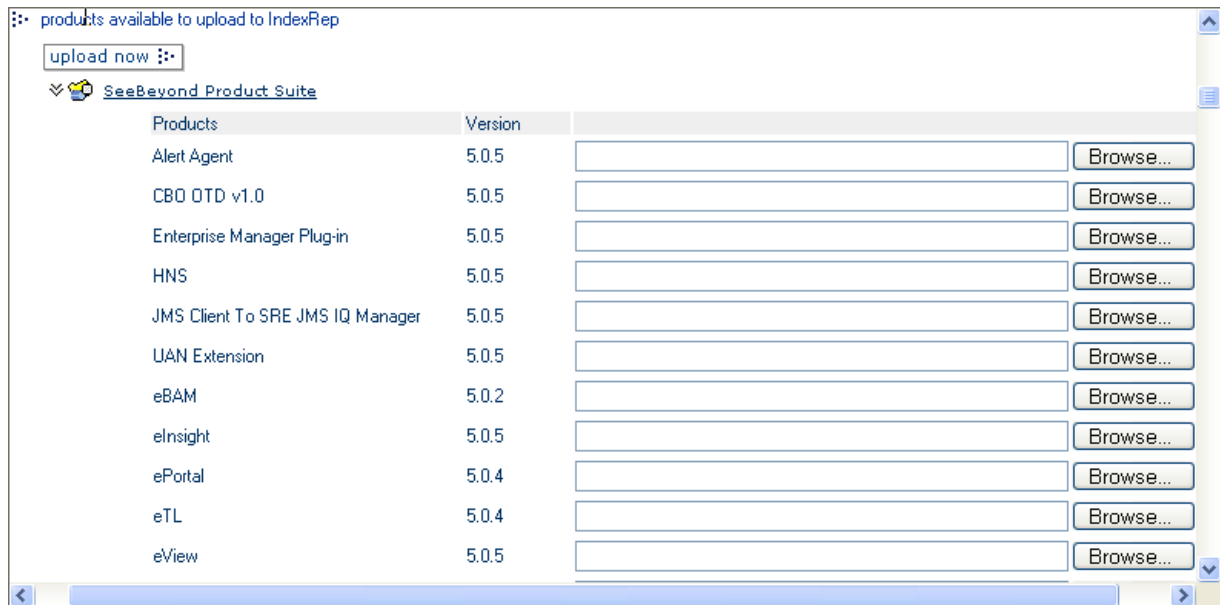 products available to upload to IndexRep
upload now
SeeBeyond Product Suite
Products Version
Alert Agent 5.0.5 Browse...
CBO OTD v1.0 5.0.5 Browse...
Enterprise Manager Plug-in 5.0.5 Browse...
HNS 5.0.5 Browse...
JMS Client To SRE JMS IQ Manager 5.0.5 Browse...
UAN Extension 5.0.5 Browse...
eBAM 5.0.2 Browse...
eInsight 5.0.5 Browse...
ePortal 5.0.4 Browse...
eTL 5.0.4 Browse...
eView 5.0.5 Browse...